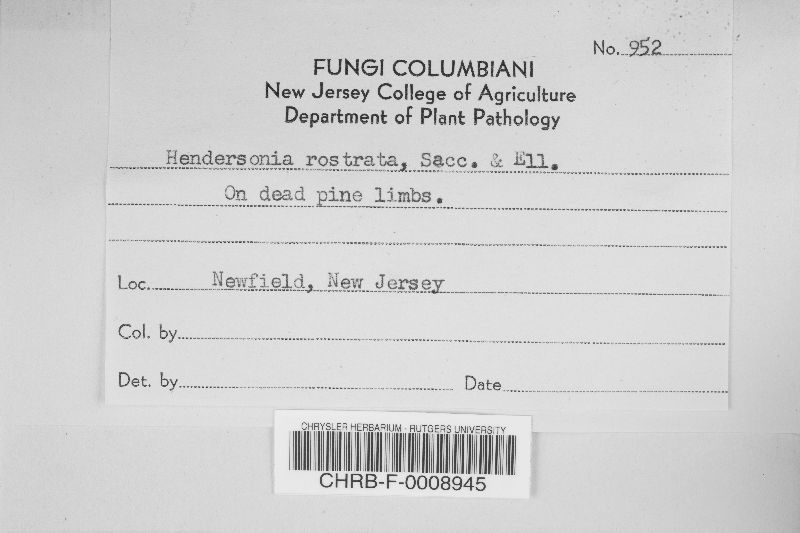 No. 952
FUNGI COLUMBIANI
New Jersey College of Agriculture
Department of Plant Pathology
Hendersonia rostrata, Sacc. & Ell.
On dead pine limbs.
Loc. Newfield, New Jersey
Col. by
Det. by Date
CHRYSLER HERBARIUM - RUTGERS UNIVERSITY
CHRB-F-0008945